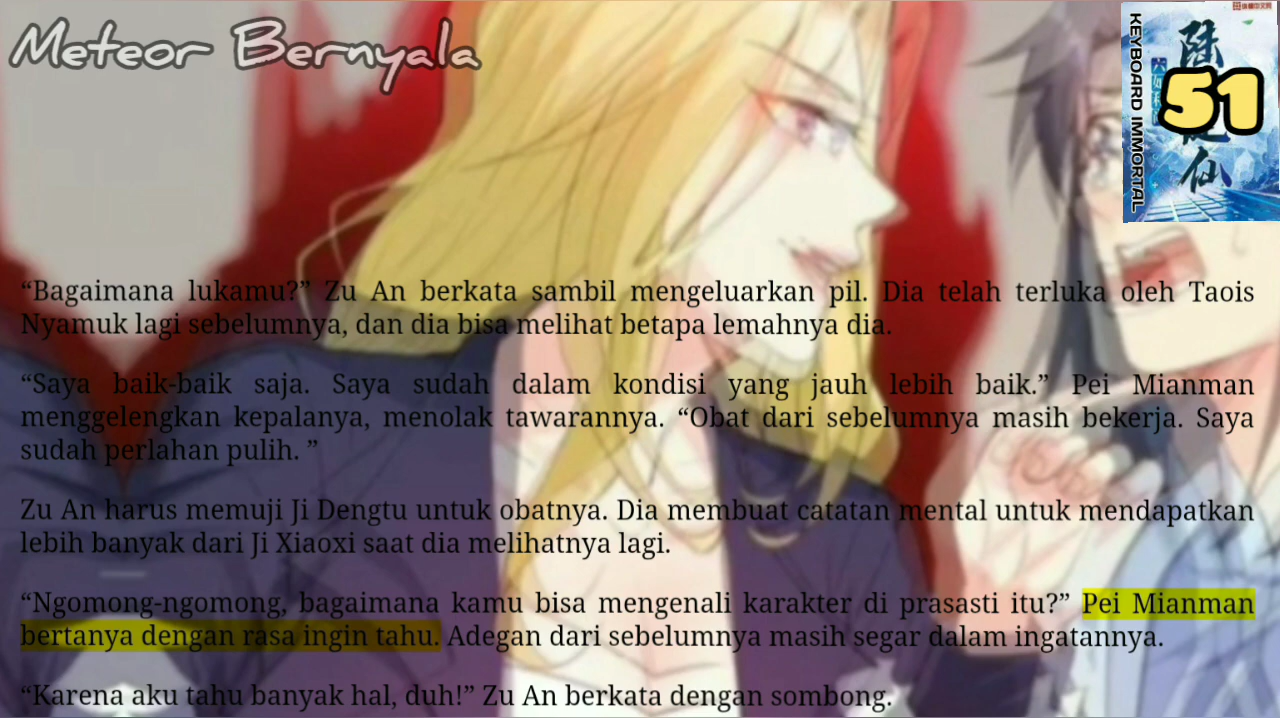 Meteor Bernyala
KEYBOARD IMMORTAL
51
“Bagaimana lukamu?” Zu An berkata sambil mengeluarkan pil. Dia telah terluka oleh Taois
Nyamuk lagi sebelumnya, dan dia bisa melihat betapa lemahnya dia.
“Saya baik-baik saja. Saya sudah dalam kondisi yang jauh lebih baik.” Pei Mianman
menggelengkan kepalanya, menolak tawarannya. “Obat dari sebelumnya masih bekerja. Saya
sudah perlahan pulih. ”
Zu An harus memuji Ji Dengtu untuk obatnya. Dia membuat catatan mental untuk mendapatkan
lebih banyak dari Ji Xiaoxi saat dia melihatnya lagi.
“Ngomong-ngomong, bagaimana kamu bisa mengenali karakter di prasasti itu?” Pei Mianman
bertanya dengan rasa ingin tahu. Adegan dari sebelumnya masih segar dalam ingatannya.
“Karena aku tahu banyak hal, duh!” Zu An berkata dengan sombong.